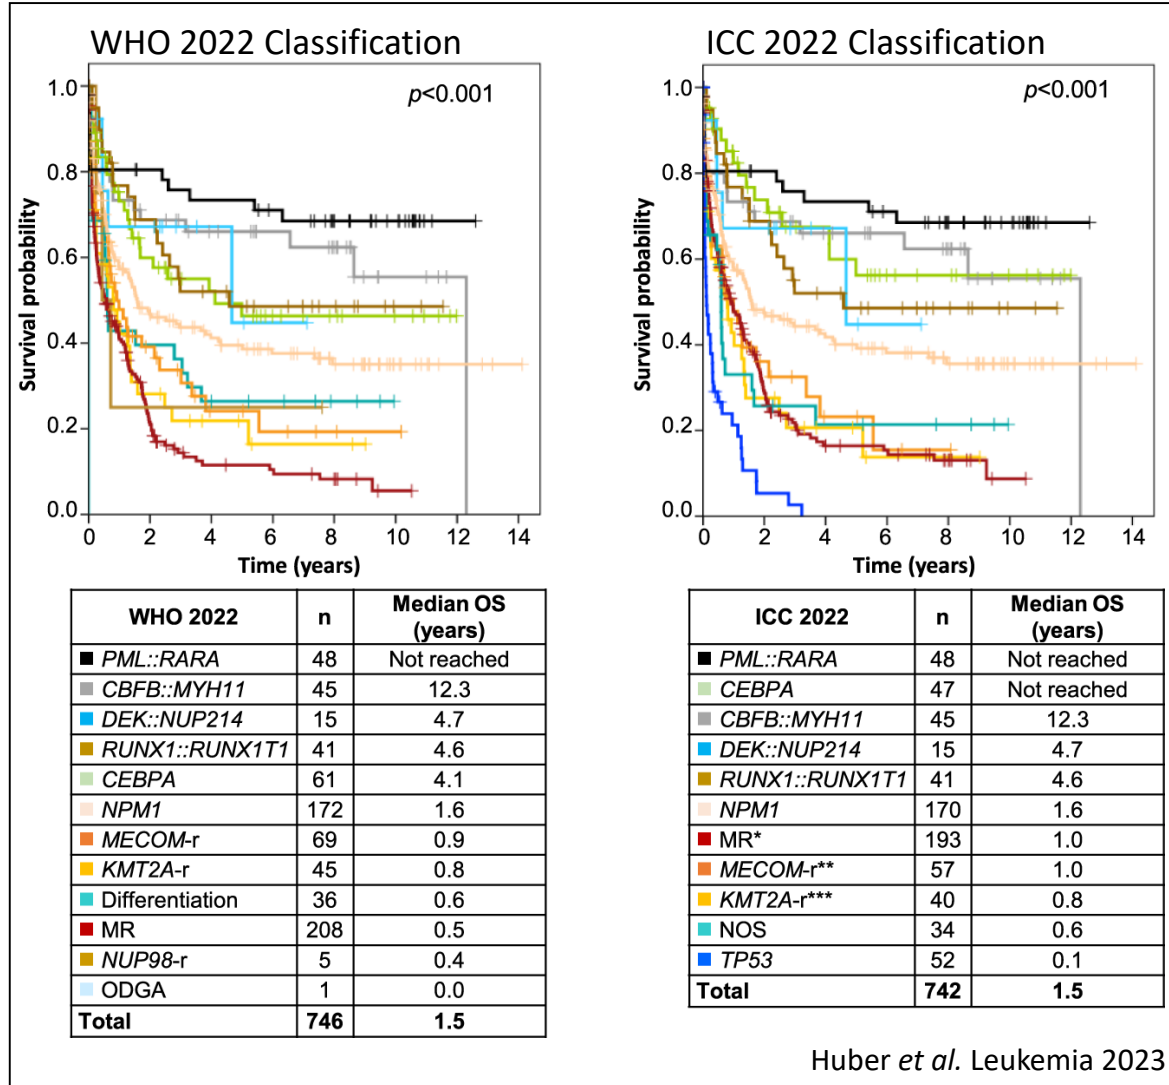 WHO 2022 Classification
p<0.001
Survival probability
1.0
0.8
0.6
0.4
0.2
0.0
0 2 4 6 8 10 12 14
Time (years)
WHO 2022 n Median OS (years)
PML::RARA 48 Not reached
CBFB::MYH11 45 12.3
DEK::NUP214 15 4.7
RUNX1::RUNX1T1 41 4.6
CEBPA 61 4.1
NPM1 172 1.6
MECOM-r 69 0.9
KMT2A-r 45 0.8
Differentiation 36 0.6
MR 208 0.5
NUP98-r 5 0.4
ODGA 1 0.0
Total 746 1.5
ICC 2022 Classification
p<0.001
Survival probability
1.0
0.8
0.6
0.4
0.2
0.0
0 2 4 6 8 10 12 14
Time (years)
ICC 2022 n Median OS (years)
PML::RARA 48 Not reached
CEBPA 47 Not reached
CBFB::MYH11 45 12.3
DEK::NUP214 15 4.7
RUNX1::RUNX1T1 41 4.6
NPM1 170 1.6
MR* 193 1.0
MECOM-r** 57 1.0
KMT2A-r*** 40 0.8
NOS 34 0.6
TP53 52 0.1
Total 742 1.5
Huber et al. Leukemia 2023